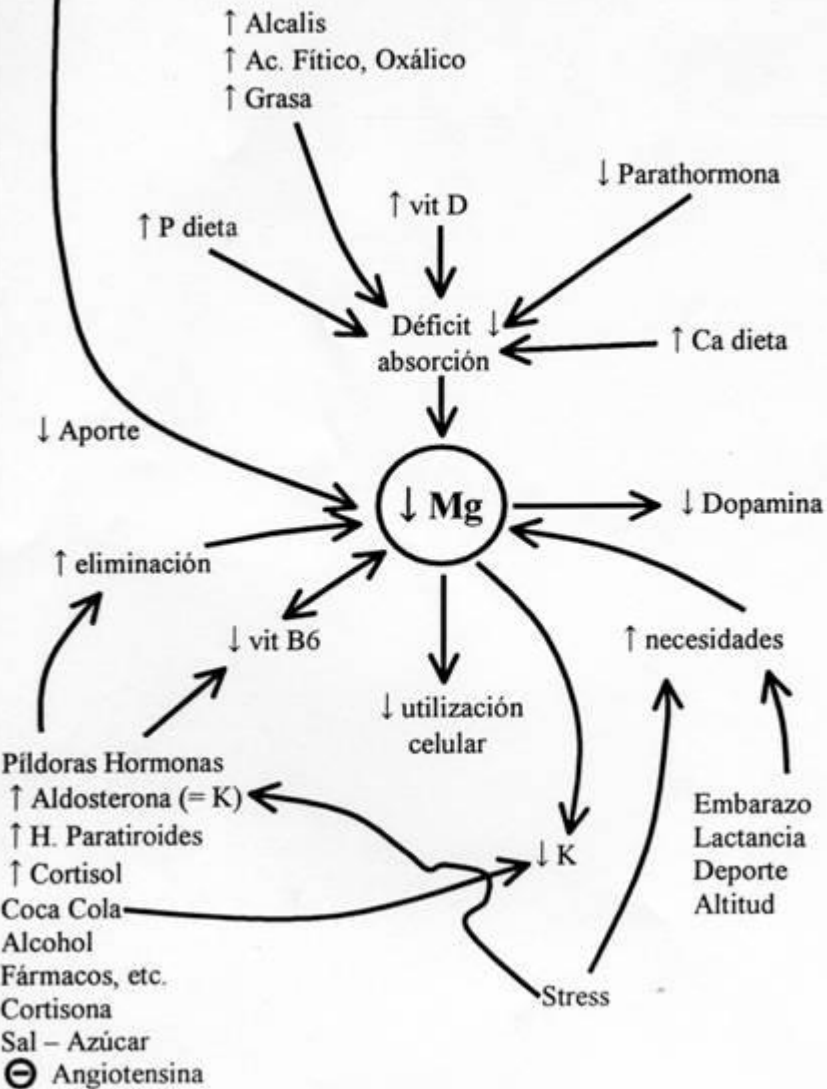 ↑ Alcalis
↑ Ac. Fítico, Oxálico
↑ Grasa
↓ Parathormona
↑ vit D
↑ P dieta
Déficit ↓
absorción
↑ Ca dieta
↓ Aporte
↓ Mg
↓ Dopamina
↑ eliminación
↓ vit B6
↑ necesidades
↓ utilización
celular
Píldoras Hormonas
↑ Aldosterona (= K)
↑ H. Paratiroides
↑ Cortisol
Coca Cola
Alcohol
Fármacos, etc.
Cortisona
Sal – Azúcar
⊖ Angiotensina
↓ K
Embarazo
Lactancia
Deporte
Altitud
Stress